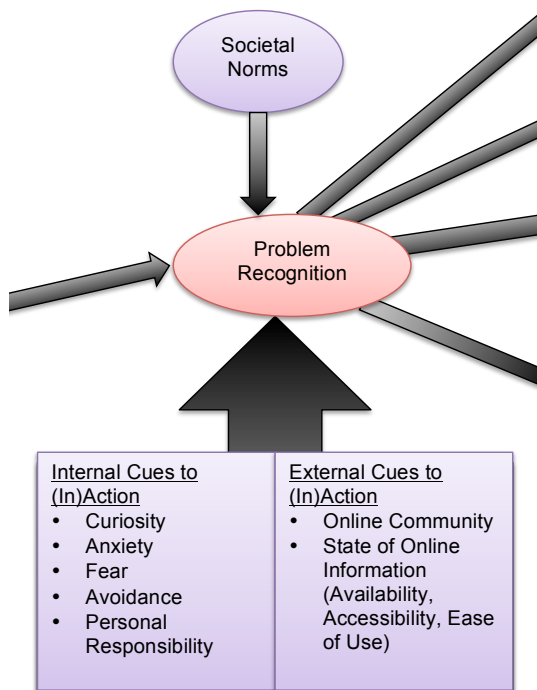 Societal
Norms
Problem
Recognition
Internal Cues to
(In)Action
• Curiosity
• Anxiety
• Fear
• Avoidance
• Personal
Responsibility
External Cues to
(In)Action
• Online Community
• State of Online
Information
(Availability,
Accessibility, Ease
of Use)